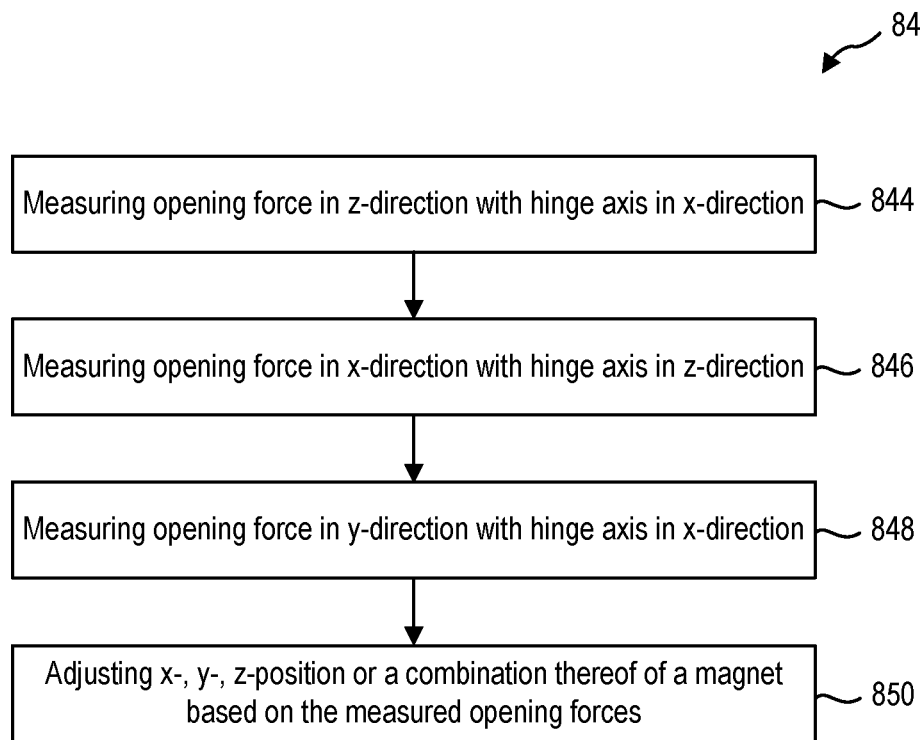 84
Measuring opening force in z-direction with hinge axis in x-direction
844
Measuring opening force in x-direction with hinge axis in z-direction
846
Measuring opening force in y-direction with hinge axis in x-direction
848
Adjusting x-, y-, z-position or a combination thereof of a magnet
based on the measured opening forces
850